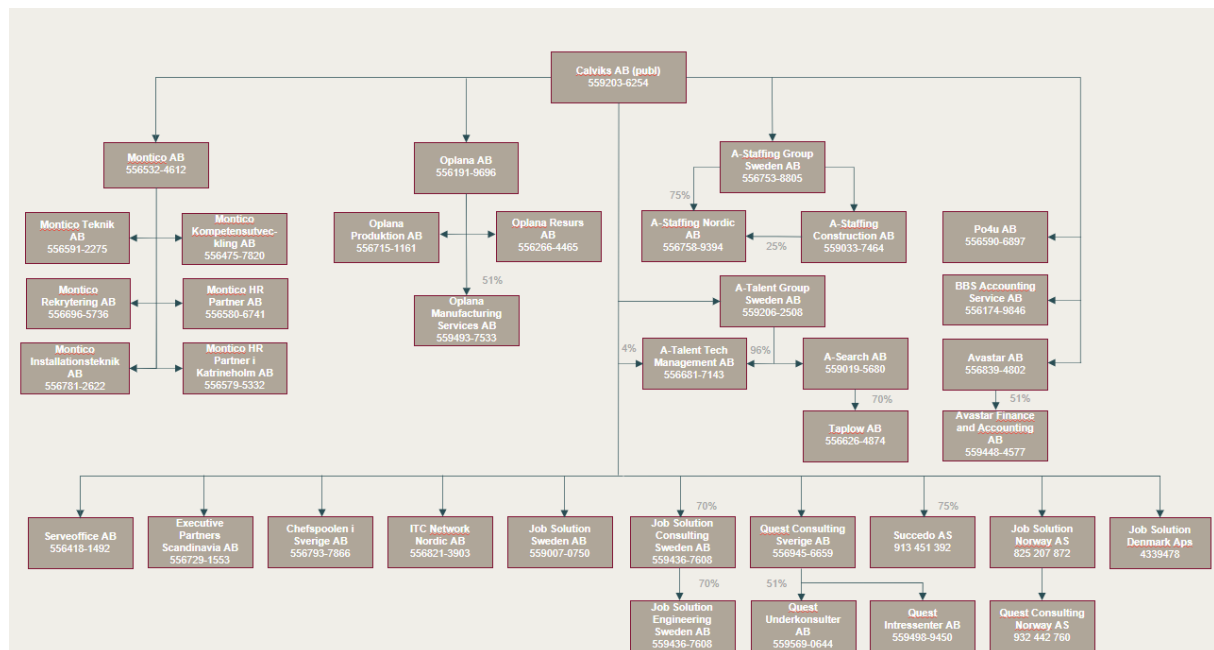 Calviks AB (publ)
559203-6254
Montico AB
556532-4612
Oplana AB
556191-9696
A-Staffing Group
Sweden AB
556753-8805
75%
Montico Teknik
AB
556591-2275
Montico
Kompetensutvec-
kling AB
556475-7820
Oplana
Produktion AB
556715-1161
Oplana Resurs
AB
556266-4465
A-Staffing Nordic
AB
556758-9394
25%
A-Staffing
Construction AB
559033-7464
Po4u AB
556590-6897
Montico
Rekrytering AB
556696-5736
Montico HR
Partner AB
556580-6741
51%
Oplana
Manufacturing
Services AB
559493-7533
A-Talent Group
Sweden AB
559206-2508
BBS Accounting
Service AB
556174-9846
Montico
Installationsteknik
AB
556781-2622
Montico HR
Partner i
Katrineholm AB
556579-5332
4%
A-Talent Tech
Management AB
556681-7143
96%
A-Search AB
559019-5680
Avastar AB
556839-4802
70%
51%
Taplow AB
556626-4874
Avastar Finance
and Accounting
AB
559448-4577
70%
75%
Serveoffice AB
556418-1492
Executive
Partners
Scandinavia AB
556729-1553
Chefspoolen i
Sverige AB
556793-7866
ITC Network
Nordic AB
556821-3903
Job Solution
Sweden AB
559007-0750
Job Solution
Consulting
Sweden AB
559436-7608
Quest Consulting
Sverige AB
556945-6659
Succedo AS
913 451 392
Job Solution
Norway AS
825 207 872
Job Solution
Denmark Aps
4339478
70%
51%
Job Solution
Engineering
Sweden AB
559436-7608
Quest
Underkonsulter
AB
559569-0644
Quest
Intressenter AB
559498-9450
Quest Consulting
Norway AS
932 442 760